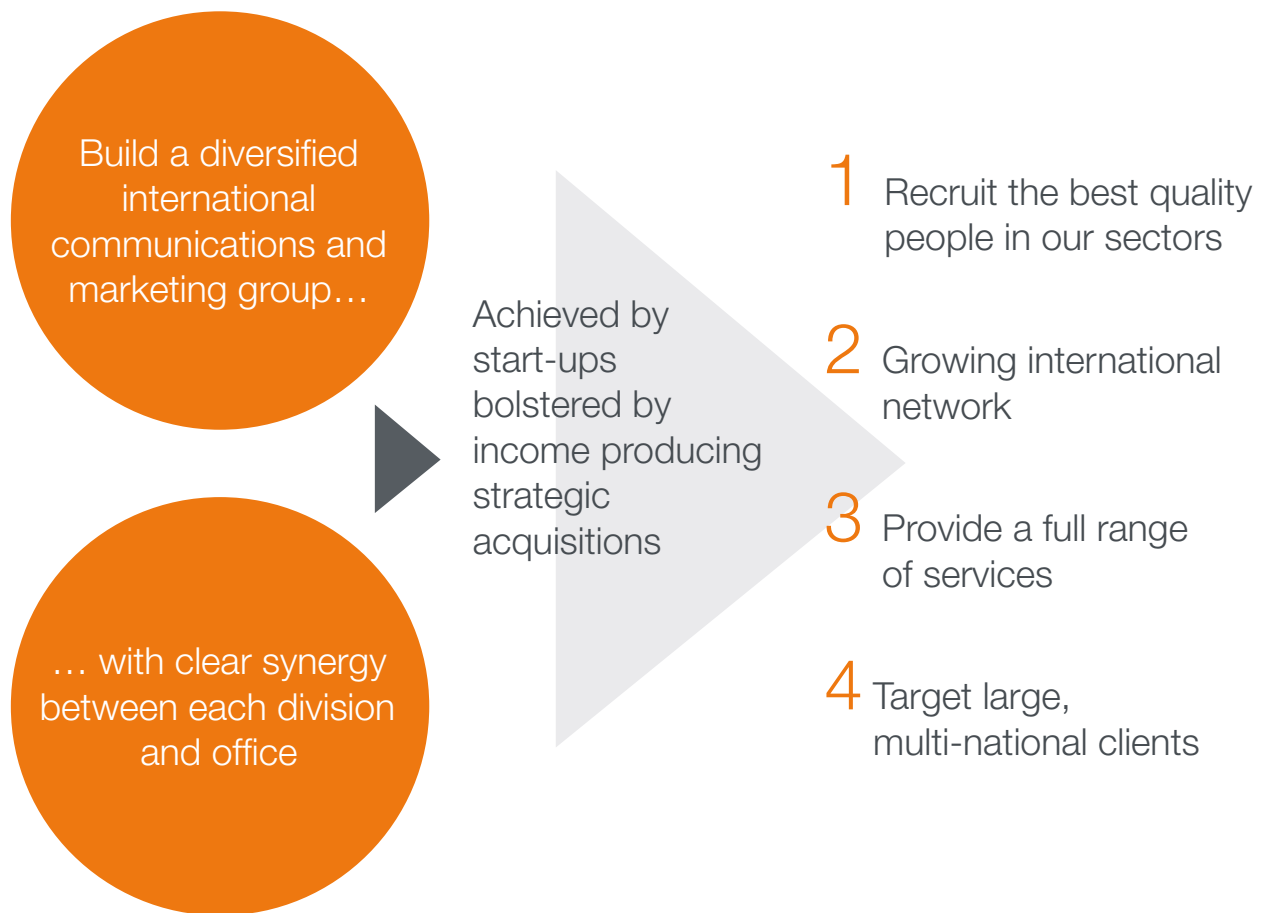 Build a diversified
international
communications and
marketing group…
… with clear synergy
between each division
and office
Achieved by
start-ups
bolstered by
income producing
strategic
acquisitions
1 Recruit the best quality
people in our sectors
2 Growing international
network
3 Provide a full range
of services
4 Target large,
multi-national clients